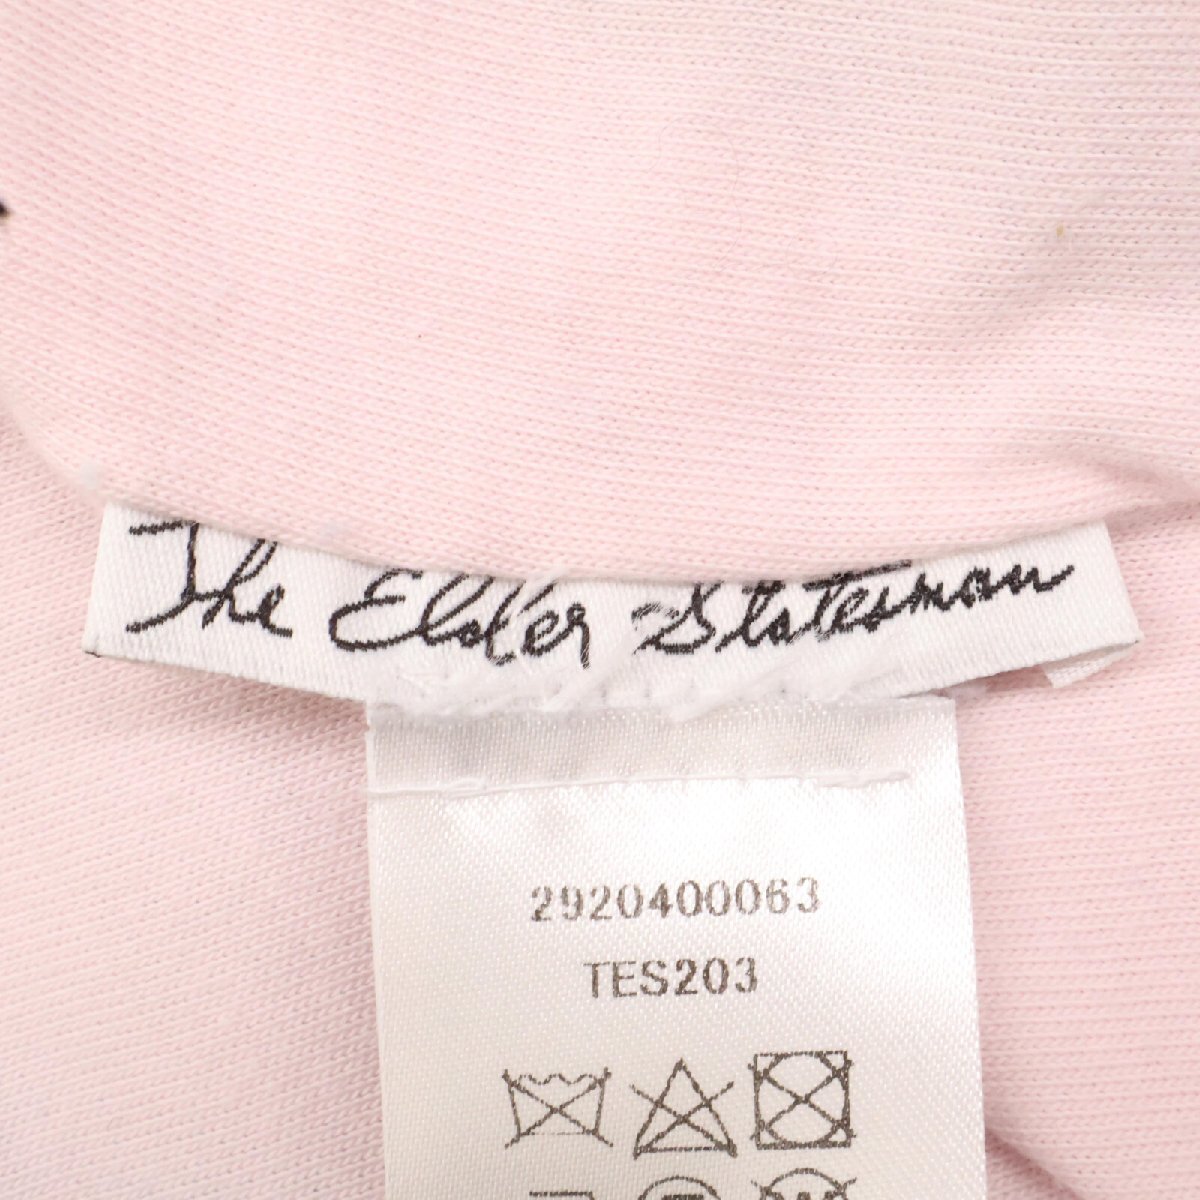 The Elder Statesman
2920400063
TES203